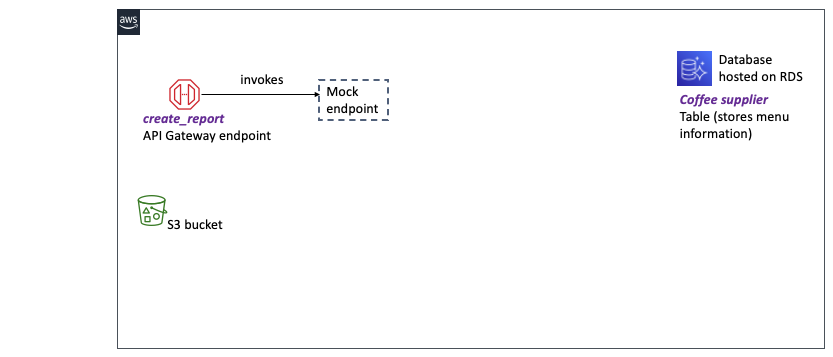 aws
invokes
Mock
endpoint
create_report
API Gateway endpoint
Database
hosted on RDS
Coffee supplier
Table (stores menu
information)
S3 bucket